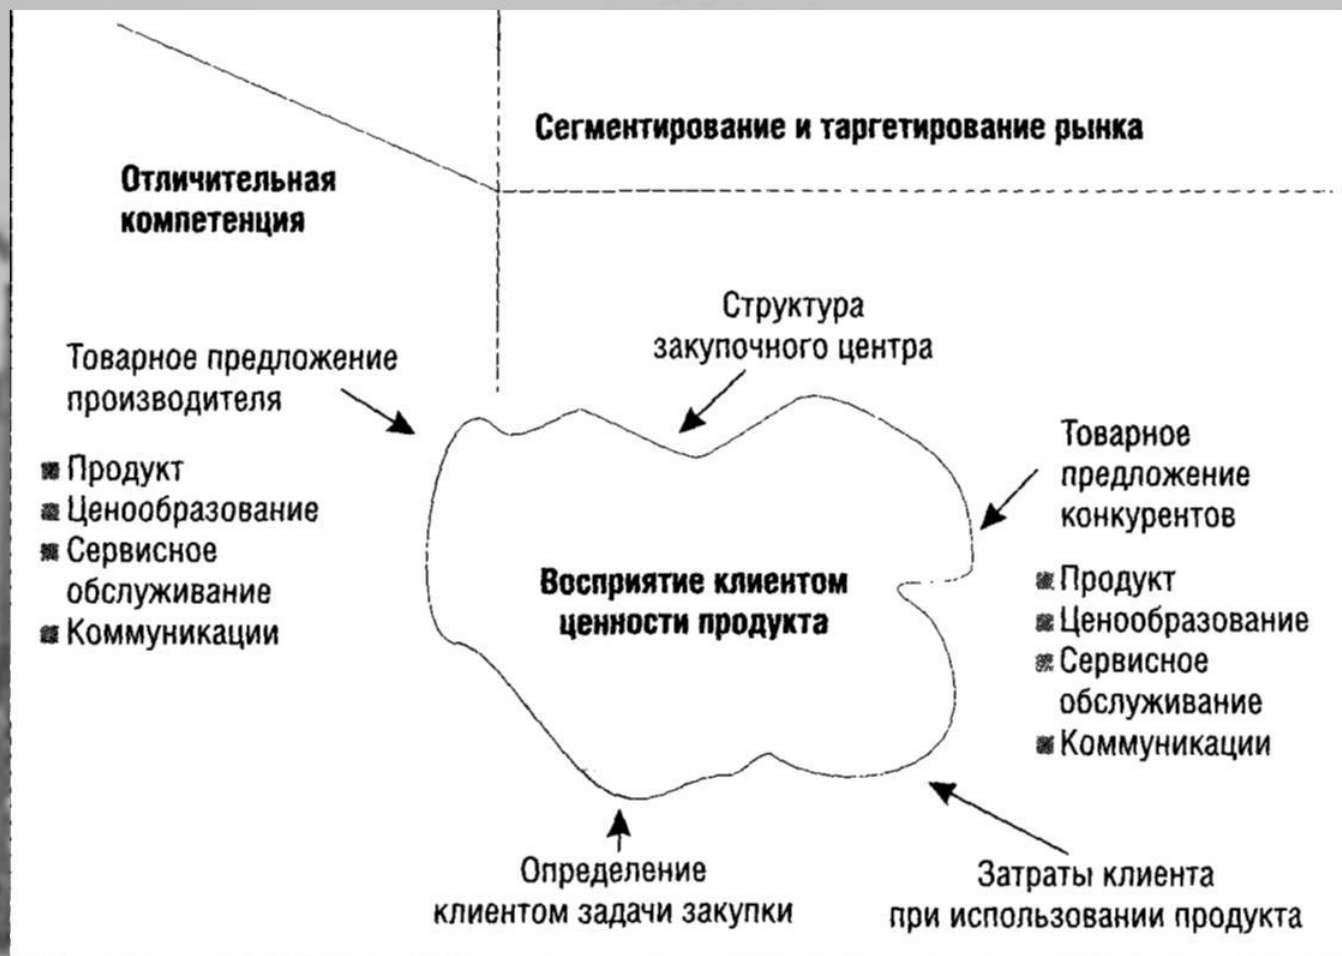 Сегментирование и таргетирование рынка
Отличительная
компетенция
Структура
закупочного центра
Товарное предложение
производителя
Продукт
Ценообразование
Сервисное
обслуживание
Коммуникации
Восприятие клиентом
ценности продукта
Товарное
предложение
конкурентов
Продукт
Ценообразование
Сервисное
обслуживание
Коммуникации
Определение
клиентом задачи закупки
Затраты клиента
при использовании продукта